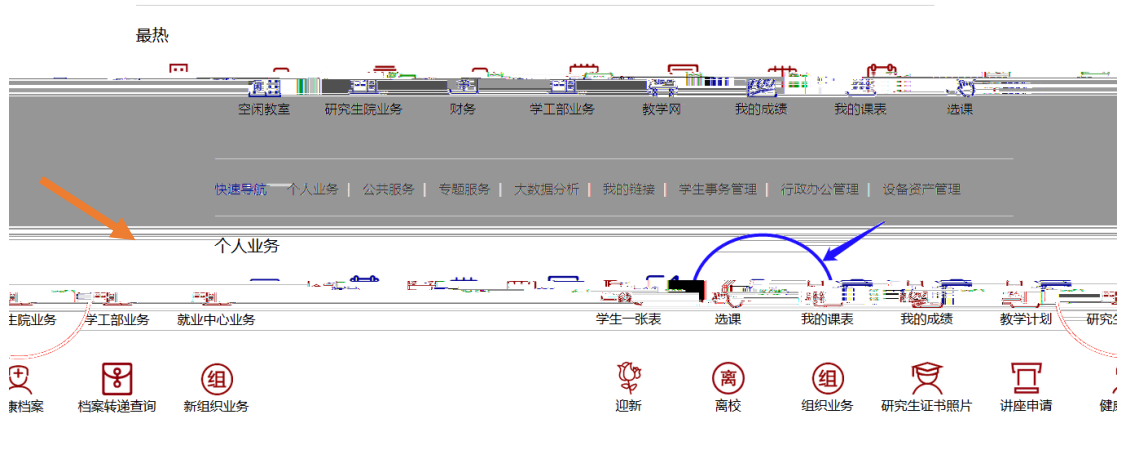 最热
空闲教室 研究生院业务 财务 学工部业务 教学网 我的成绩 我的课表 选课
快速导航 个人业务 | 公共服务 | 专题服务 | 大数据分析 | 我的链接 | 学生事务管理 | 行政办公管理 | 设备资产管理
个人业务
生院业务 学工部业务 就业中心业务 学生一张表 选课 我的课表 我的成绩 教学计划 研究生
组 离 组
康档案 档案转递查询 新组织业务 迎新 离校 组织业务 研究生证书照片 讲座申请 健康